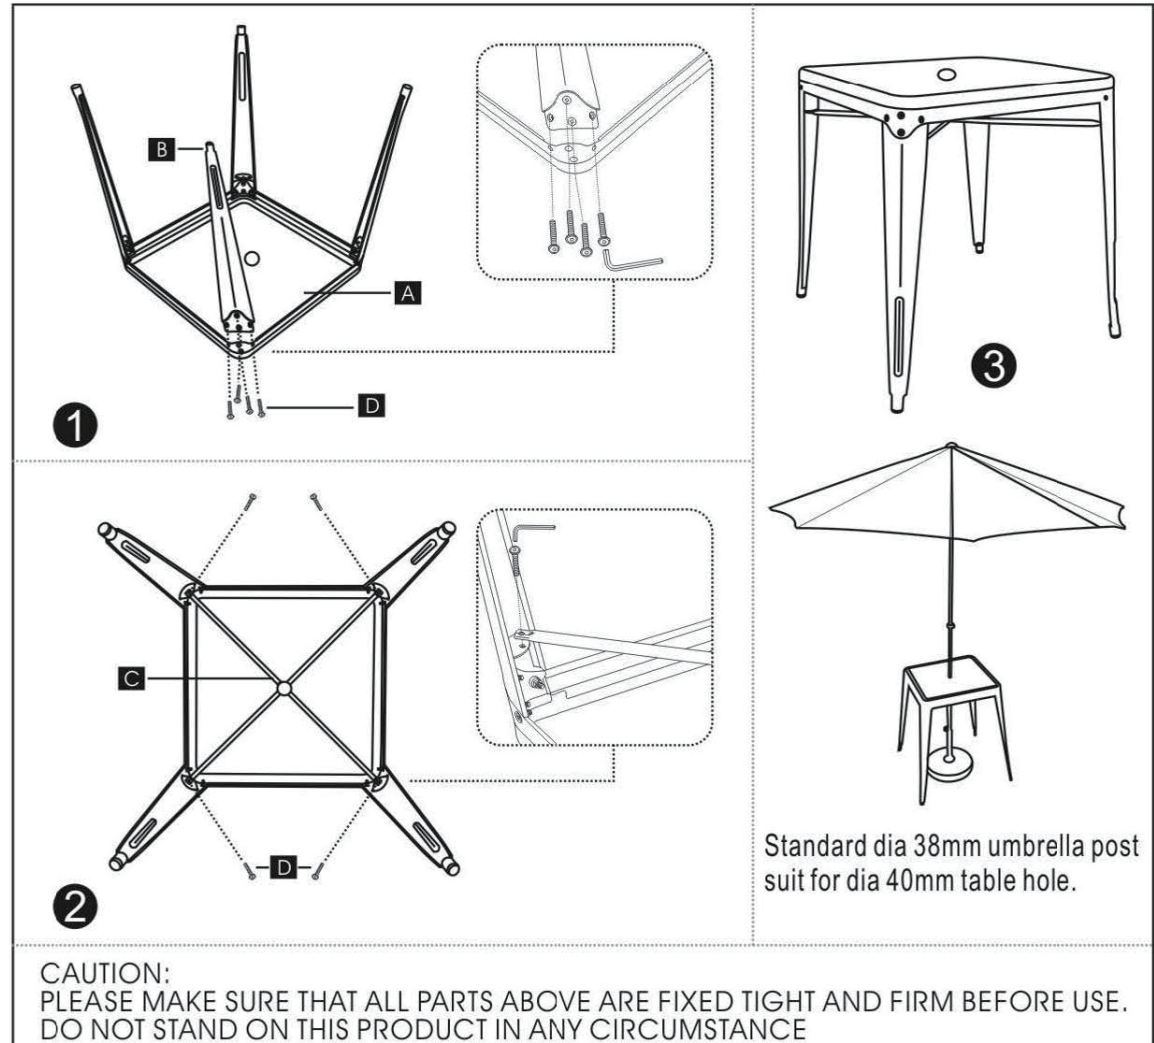 B
A
D
1
C
D
2
3
Standard dia 38mm umbrella post
suit for dia 40mm table hole.
CAUTION:
PLEASE MAKE SURE THAT ALL PARTS ABOVE ARE FIXED TIGHT AND FIRM BEFORE USE.
DO NOT STAND ON THIS PRODUCT IN ANY CIRCUMSTANCE